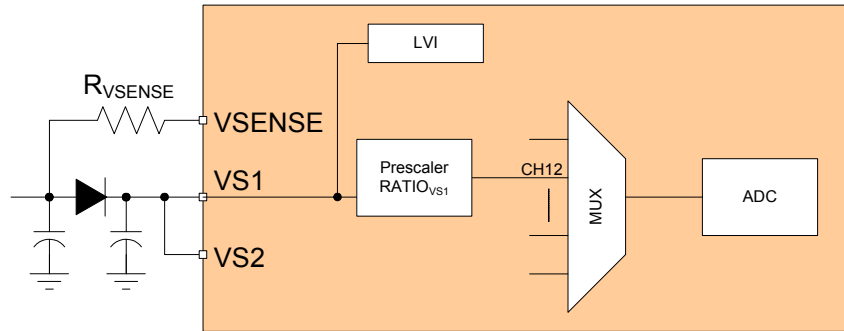 LVI
RVSENSE
VSENSE
Prescaler
RATIOVS1
CH12
MUX
ADC
VS1
VS2